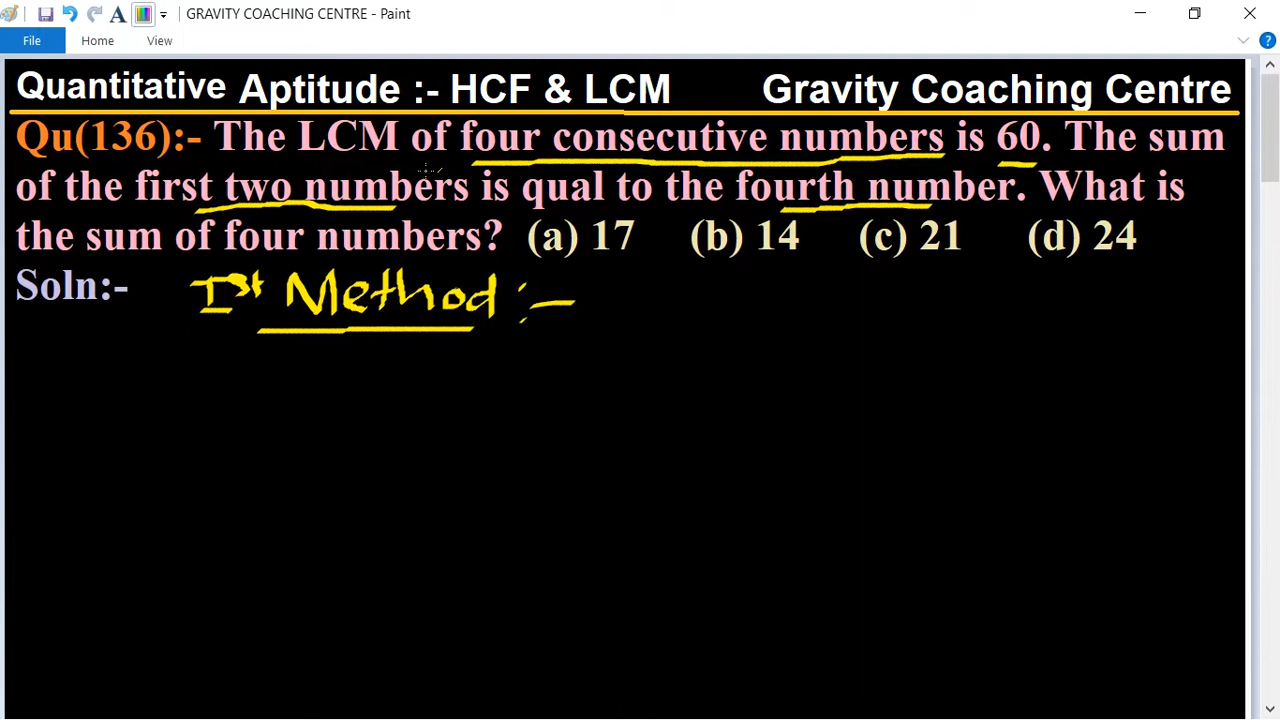 GRAVITY COACHING CENTRE - Paint
File Home View
Quantitative Aptitude :- HCF & LCM Gravity Coaching Centre
Qu(136):- The LCM of four consecutive numbers is 60. The sum
of the first two numbers is qual to the fourth number. What is
the sum of four numbers? (a) 17 (b) 14 (c) 21 (d) 24
Soln:- Ist Method :-